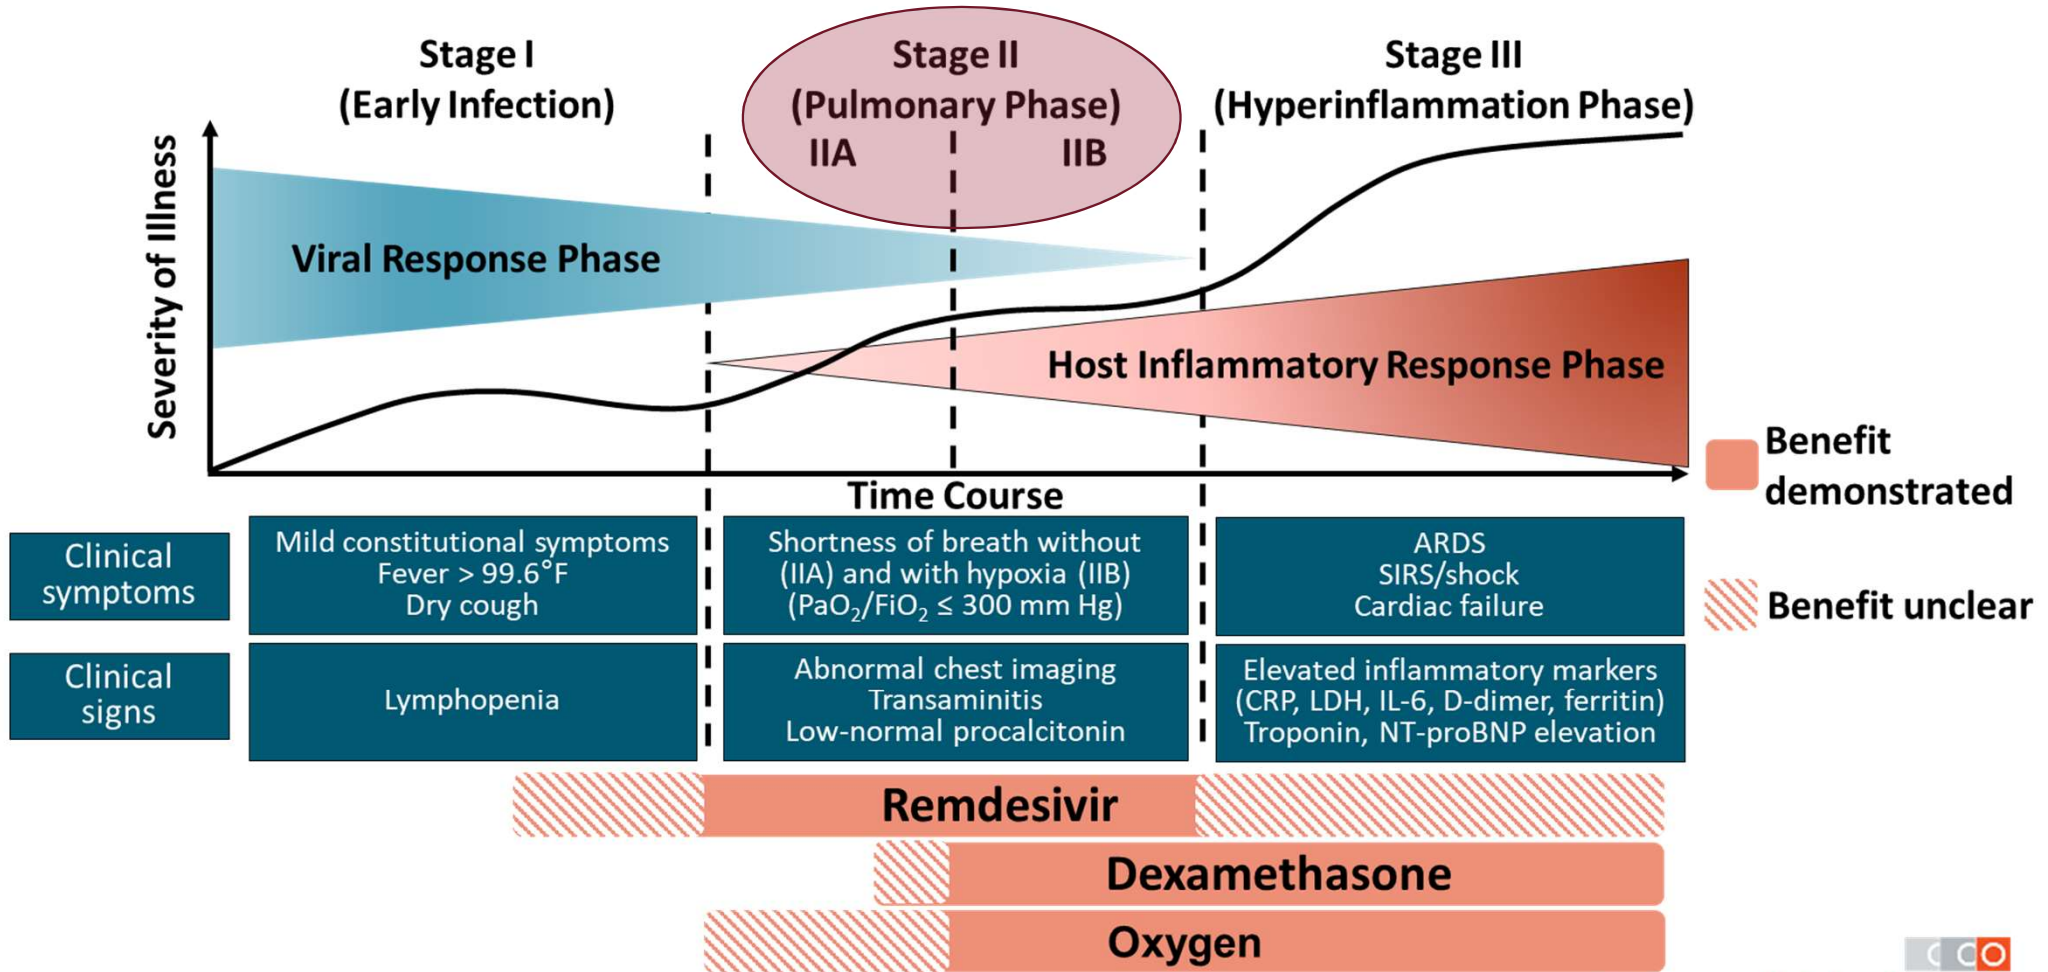 Stage I
(Early Infection)
Stage II
(Pulmonary Phase)
IIA
IIB
Stage III
(Hyperinflammation Phase)
Severity of Illness
Viral Response Phase
Host Inflammatory Response Phase
Time Course
Benefit
demonstrated
Benefit unclear
Clinical
symptoms
Mild constitutional symptoms
Fever > 99.6°F
Dry cough
Shortness of breath without
(IIA) and with hypoxia (IIB)
(PaO₂/FiO₂ ≤ 300 mm Hg)
ARDS
SIRS/shock
Cardiac failure
Clinical
signs
Lymphopenia
Abnormal chest imaging
Transaminitis
Low-normal procalcitonin
Elevated inflammatory markers
(CRP, LDH, IL-6, D-dimer, ferritin)
Troponin, NT-proBNP elevation
Remdesivir
Dexamethasone
Oxygen
CCO